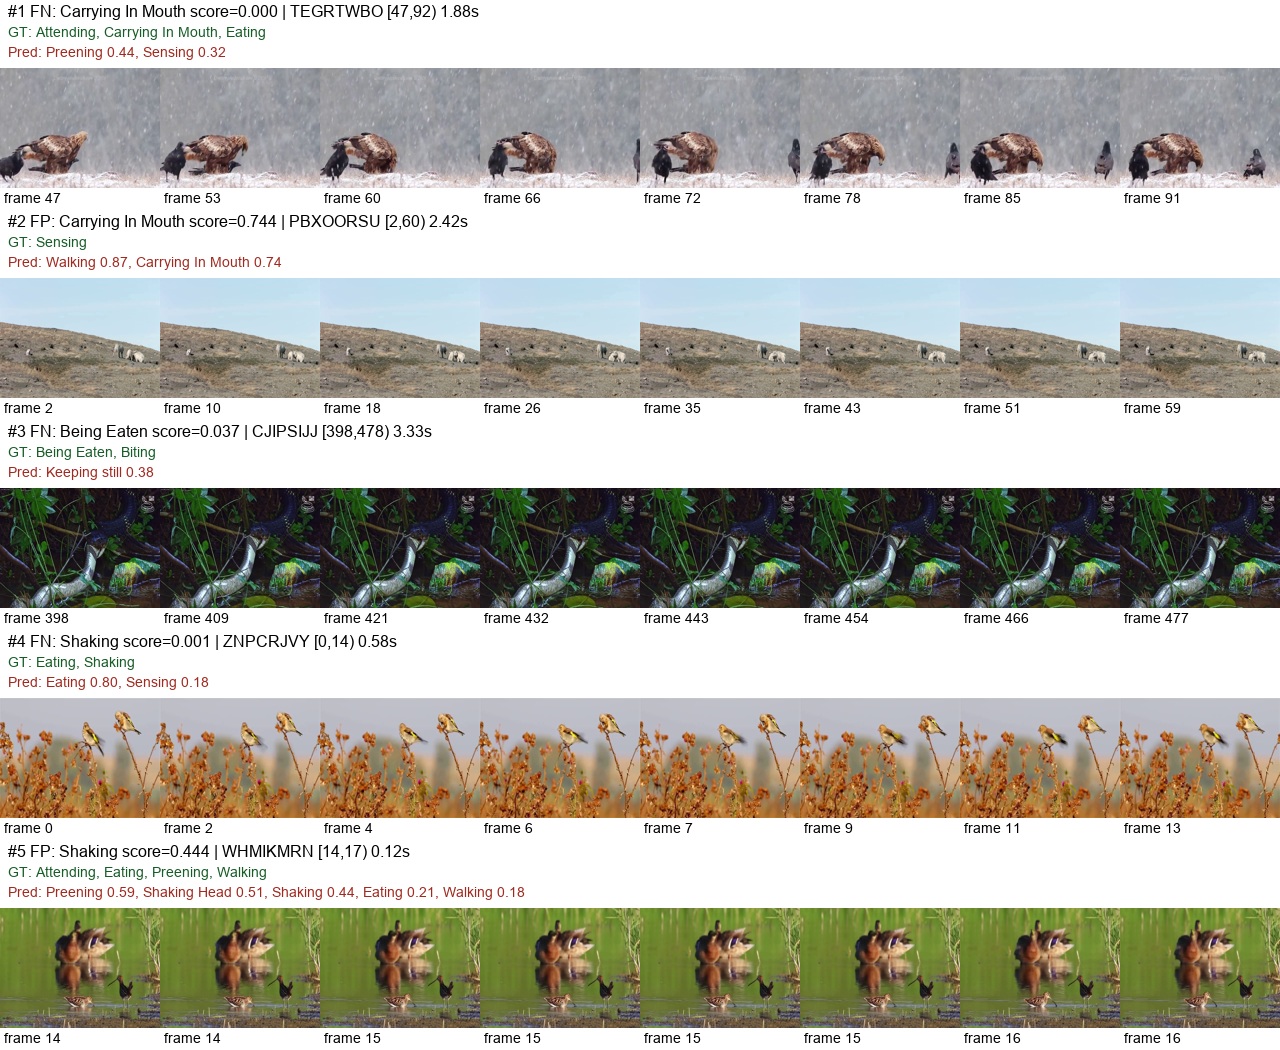 #1 FN: Carrying In Mouth score=0.000 | TEGRTWBO [47,92) 1.88s
GT: Attending, Carrying In Mouth, Eating
Pred: Preening 0.44, Sensing 0.32
frame 47 frame 53 frame 60 frame 66 frame 72 frame 78 frame 85 frame 91
#2 FP: Carrying In Mouth score=0.744 | PBXOORSU [2,60) 2.42s
GT: Sensing
Pred: Walking 0.87, Carrying In Mouth 0.74
frame 2 frame 10 frame 18 frame 26 frame 35 frame 43 frame 51 frame 59
#3 FN: Being Eaten score=0.037 | CJIPSIJJ [398,478) 3.33s
GT: Being Eaten, Biting
Pred: Keeping still 0.38
frame 398 frame 409 frame 421 frame 432 frame 443 frame 454 frame 466 frame 477
#4 FN: Shaking score=0.001 | ZNPCRJVY [0,14) 0.58s
GT: Eating, Shaking
Pred: Eating 0.80, Sensing 0.18
frame 0 frame 2 frame 4 frame 6 frame 7 frame 9 frame 11 frame 13
#5 FP: Shaking score=0.444 | WHMIKMRN [14,17) 0.12s
GT: Attending, Eating, Preening, Walking
Pred: Preening 0.59, Shaking Head 0.51, Shaking 0.44, Eating 0.21, Walking 0.18
frame 14 frame 14 frame 15 frame 15 frame 15 frame 15 frame 16 frame 16